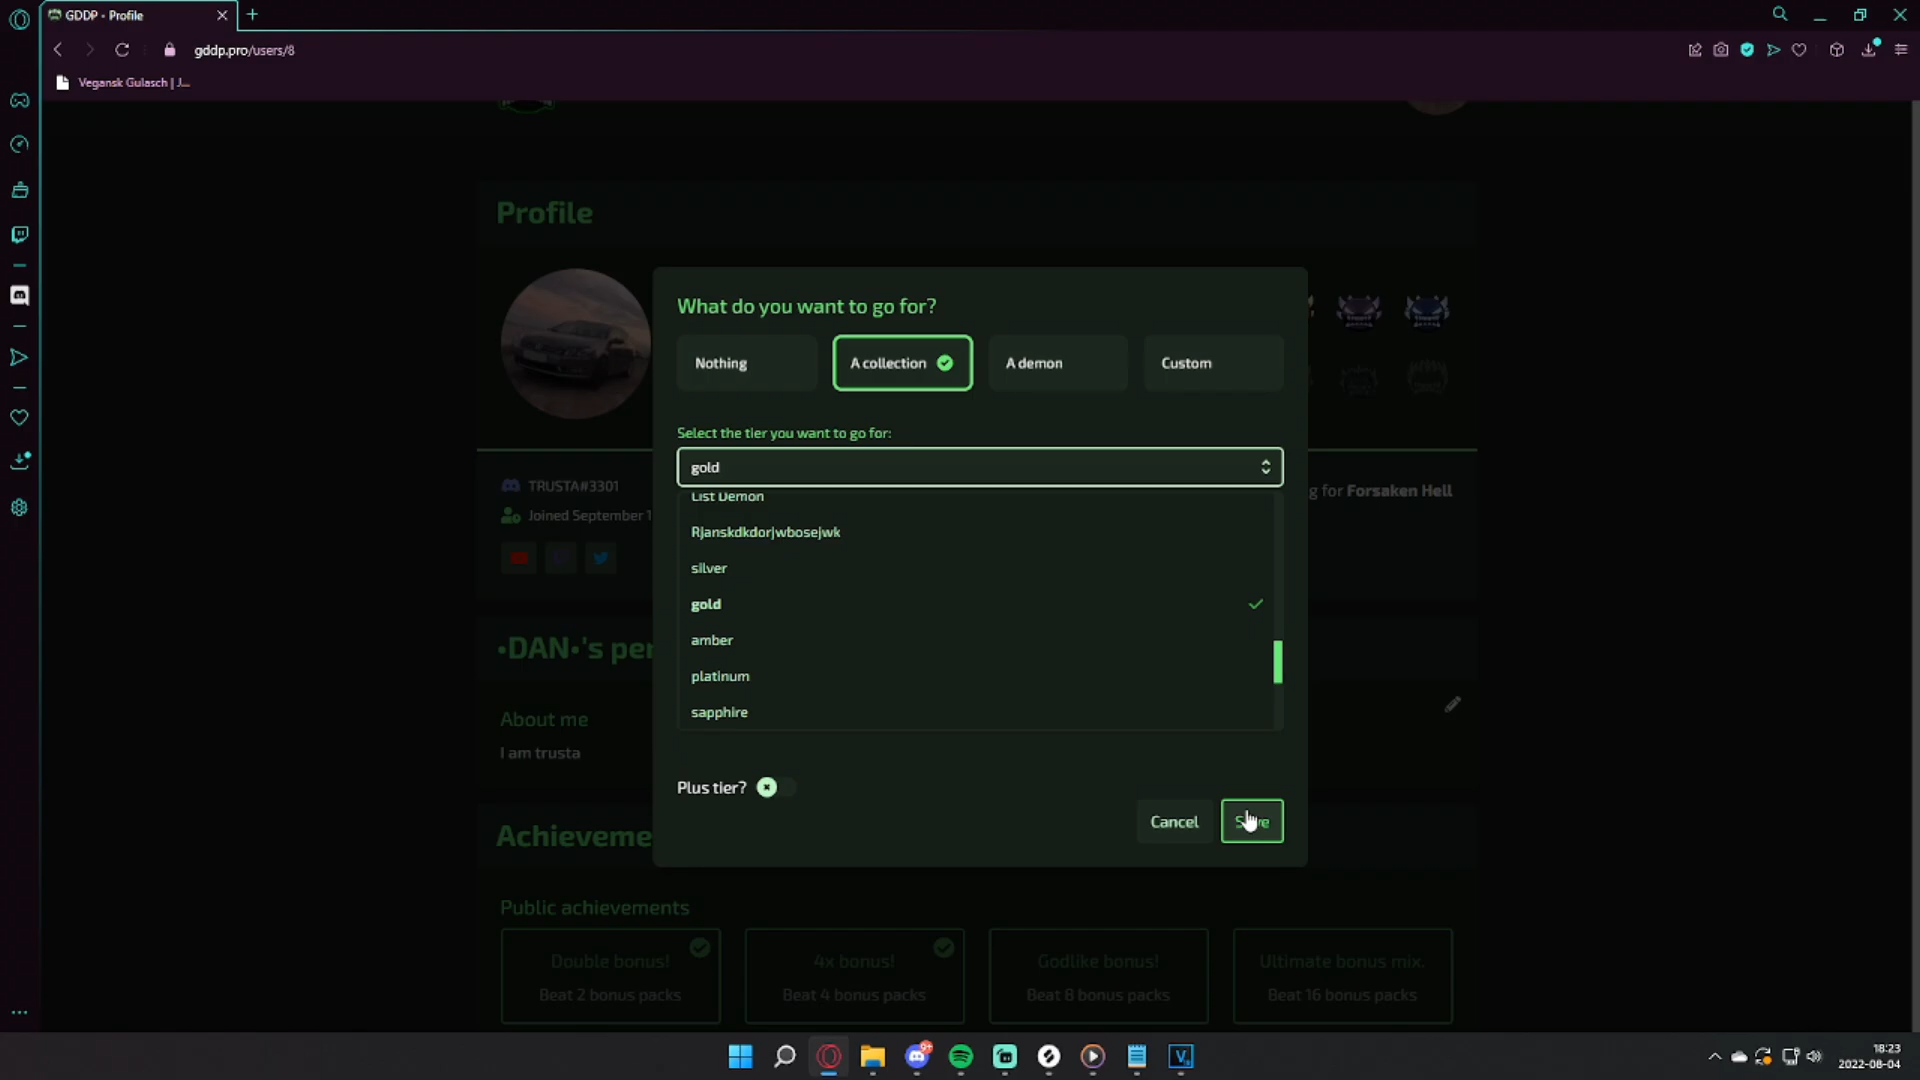 GDDP - Profile
gddp.pro/users/8
Vegansk Gulasch | J...
Profile
What do you want to go for?
Nothing
A collection
A demon
Custom
Select the tier you want to go for:
gold
List Demon
Rjanskdkdorjwbosejwk
silver
gold
amber
platinum
sapphire
Plus tier?
Cancel
TRUSTA#3301
Joined September 1
g for Forsaken Hell
•DAN•'s per
About me
I am trusta
Achieveme
Public achievements
Double bonus!
Beat 2 bonus packs
4x bonus!
Beat 4 bonus packs
Godlike bonus!
Beat 8 bonus packs
Ultimate bonus mix.
Beat 16 bonus packs
9+
18:23
2022-08-04